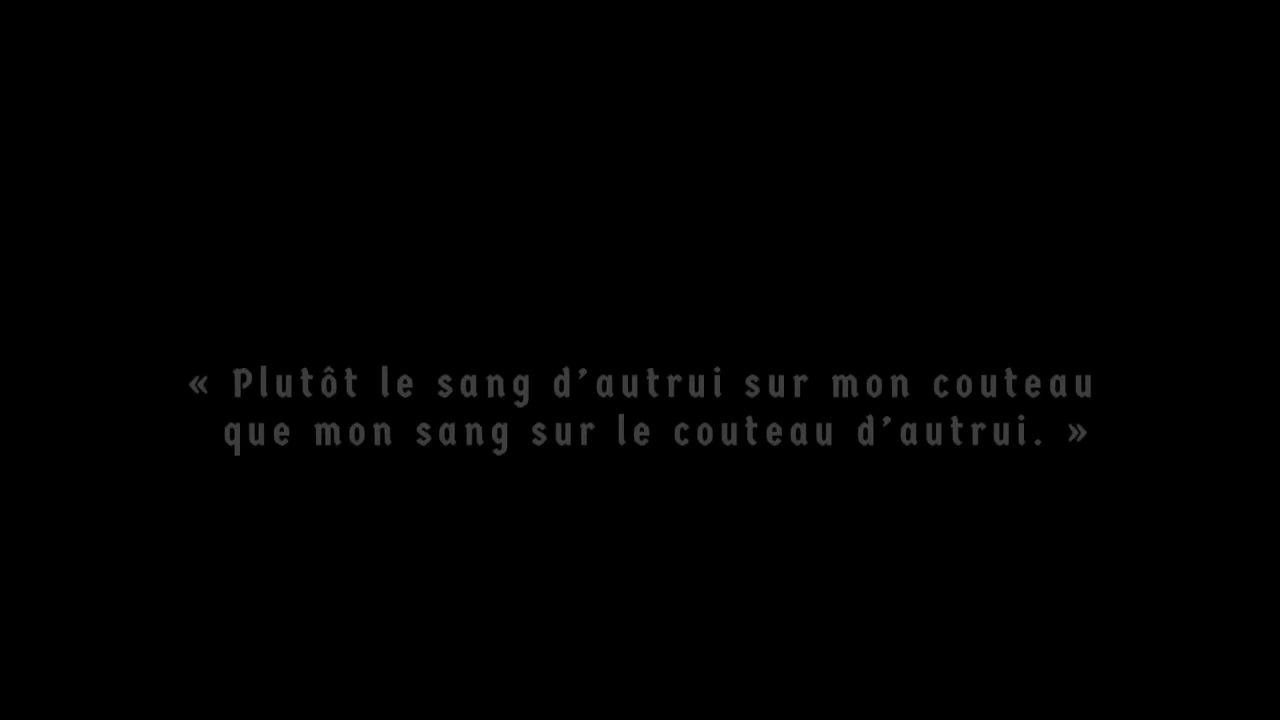 « Plutôt le sang d’autrui sur mon couteau
que mon sang sur le couteau d’autrui. »